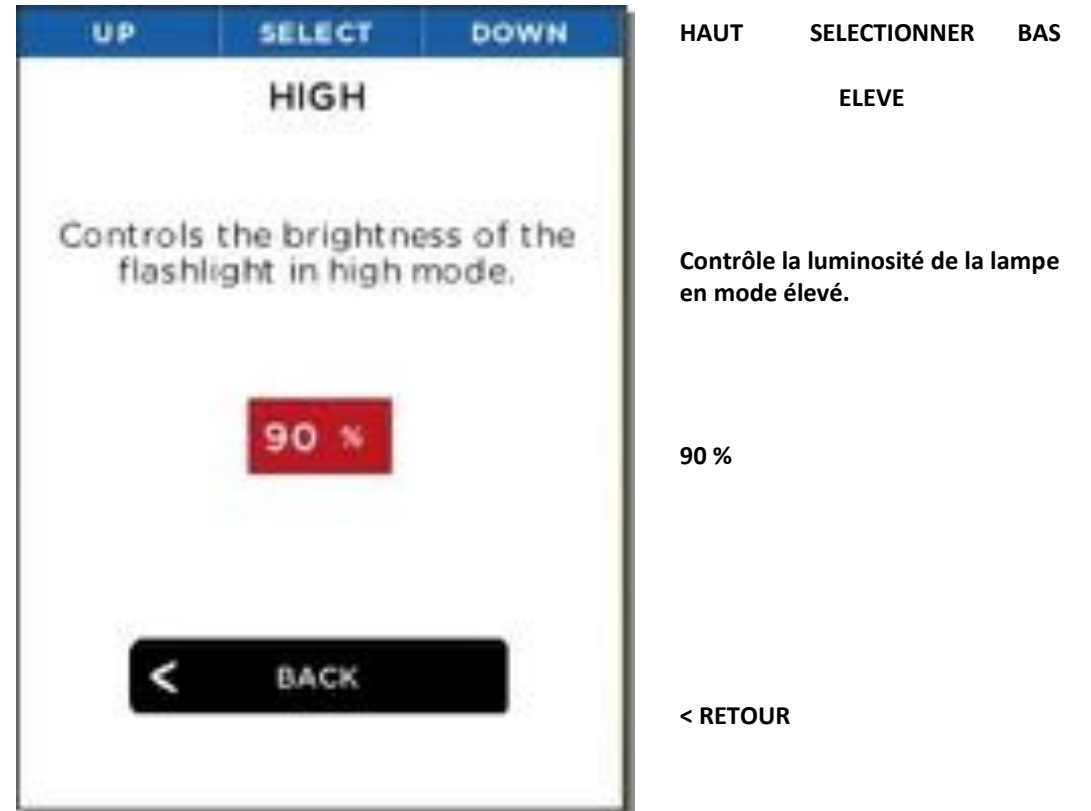 UP SELECT DOWN
HIGH
Controls the brightness of the
flashlight in high mode.
90 %
< BACK
HAUT SELECTIONNER BAS
ELEVE
Contrôle la luminosité de la lampe
en mode élevé.
90 %
< RETOUR